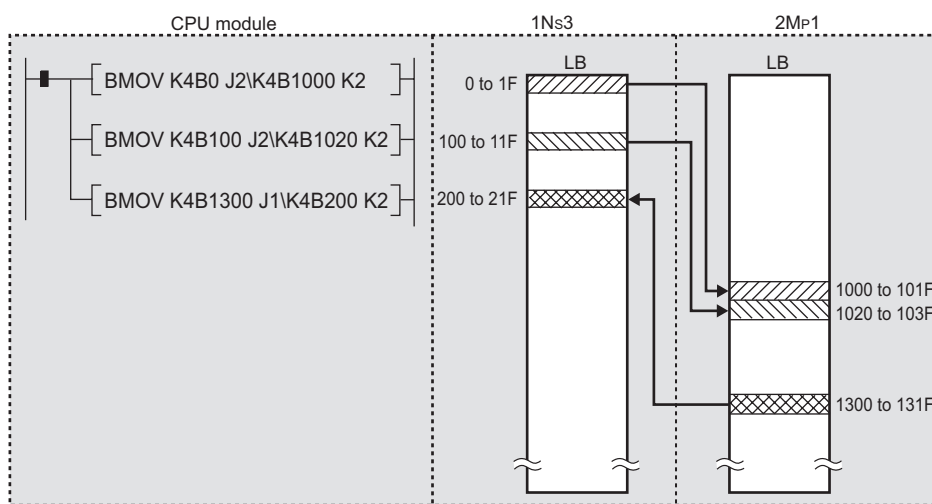 CPU module
1Ns3
2MP1
BMOV K4B0 J2\K4B1000 K2
BMOV K4B100 J2\K4B1020 K2
BMOV K4B1300 J1\K4B200 K2
LB
0 to 1F
100 to 11F
200 to 21F
LB
1000 to 101F
1020 to 103F
1300 to 131F